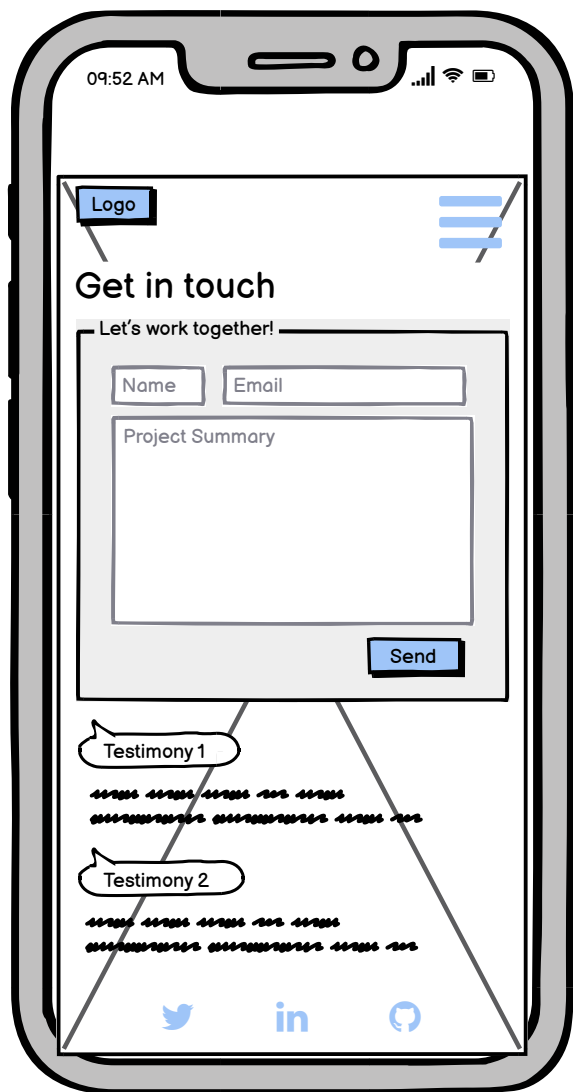 09:52 AM
Logo
Get in touch
Let's work together!
Name Email
Project Summary
Send
Testimony 1
Testimony 2
in